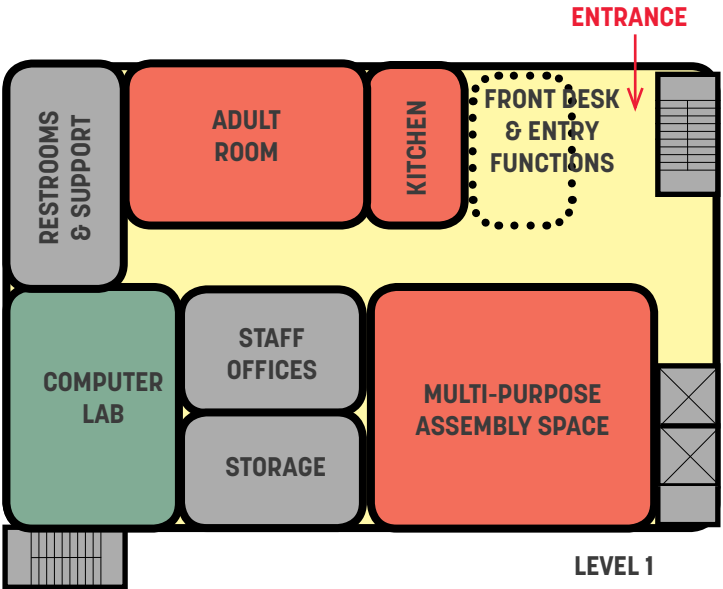 ENTRANCE
RESTROOMS
& SUPPORT
ADULT
ROOM
KITCHEN
FRONT DESK
& ENTRY
FUNCTIONS
COMPUTER
LAB
STAFF
OFFICES
STORAGE
MULTI-PURPOSE
ASSEMBLY SPACE
LEVEL 1